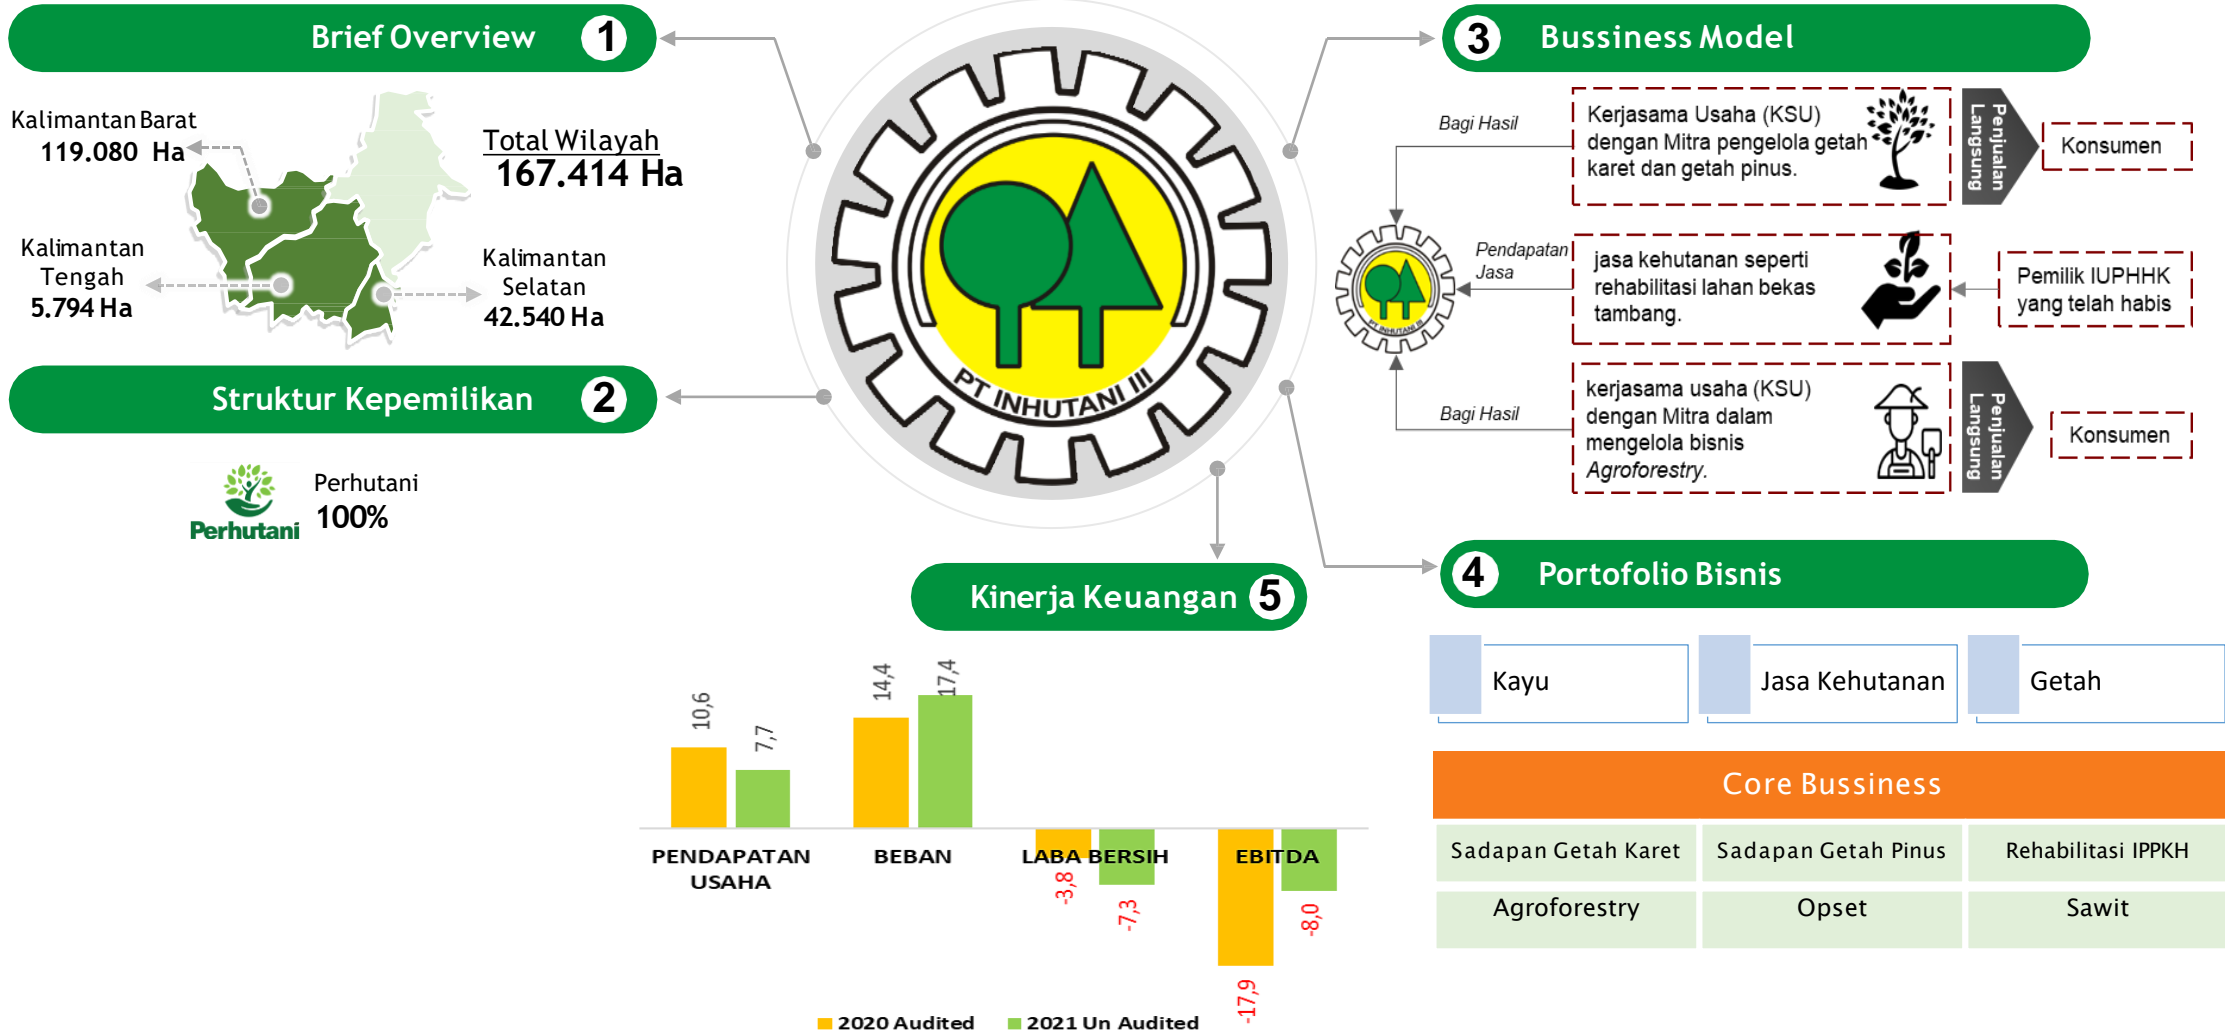 Brief Overview 1
Kalimantan Barat
119.080 Ha
Total Wilayah
167.414 Ha
Kalimantan
Tengah
5.794 Ha
Kalimantan
Selatan
42.540 Ha
Struktur Kepemilikan 2
Perhutani
Perhutani
100%
PT INHUTANI III
3 Bussiness Model
Bagi Hasil
Kerjasama Usaha (KSU)
dengan Mitra pengelola getah
karet dan getah pinus.
Penjualan
Langsung
Konsumen
PT INHUTANI III
Pendapatan
Jasa
jasa kehutanan seperti
rehabilitasi lahan bekas
tambang.
Pemilik IUPHHK
yang telah habis
Bagi Hasil
kerjasama usaha (KSU)
dengan Mitra dalam
mengelola bisnis
Agroforestry.
Penjualan
Langsung
Konsumen
4 Portofolio Bisnis
Kayu
Jasa Kehutanan
Getah
Core Bussiness
Sadapan Getah Karet
Sadapan Getah Pinus
Rehabilitasi IPPKH
Agroforestry
Opset
Sawit
Kinerja Keuangan 5
10,6
7,7
14,4
17,4
PENDAPATAN
USAHA
BEBAN
LABA BERSIH
EBITDA
-3,8
-7,3
-17,9
-8,0
2020 Audited
2021 Un Audited